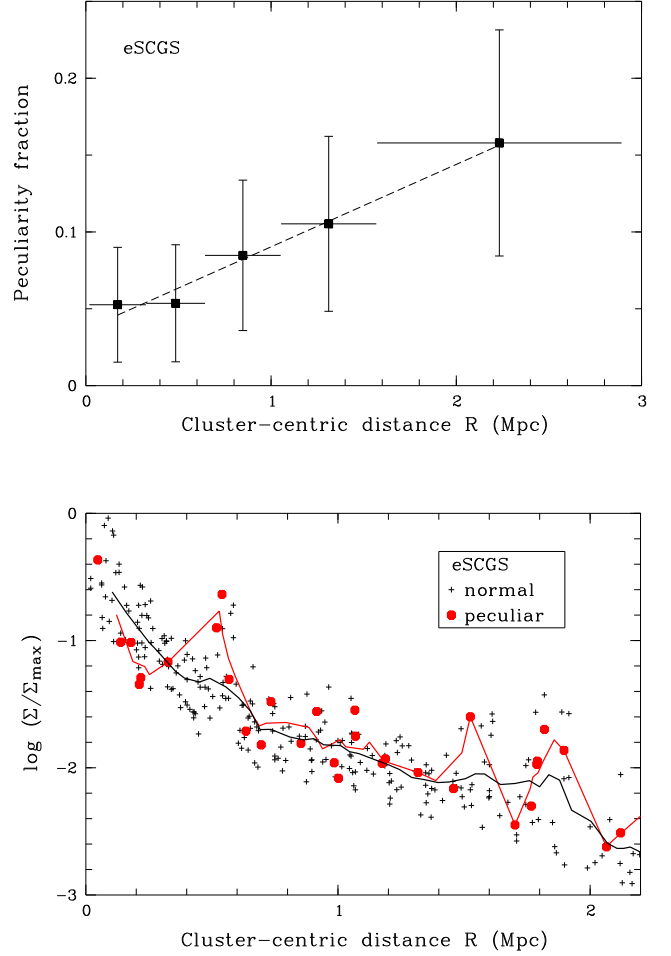 eSCGS
0.2
0.1
0
Peculiarity fraction
0 1 2 3
Cluster-centric distance R (Mpc)
0
-1
-2
-3
log (Σ/Σmax)
eSCGS
normal
peculiar
0 1 2
Cluster-centric distance R (Mpc)